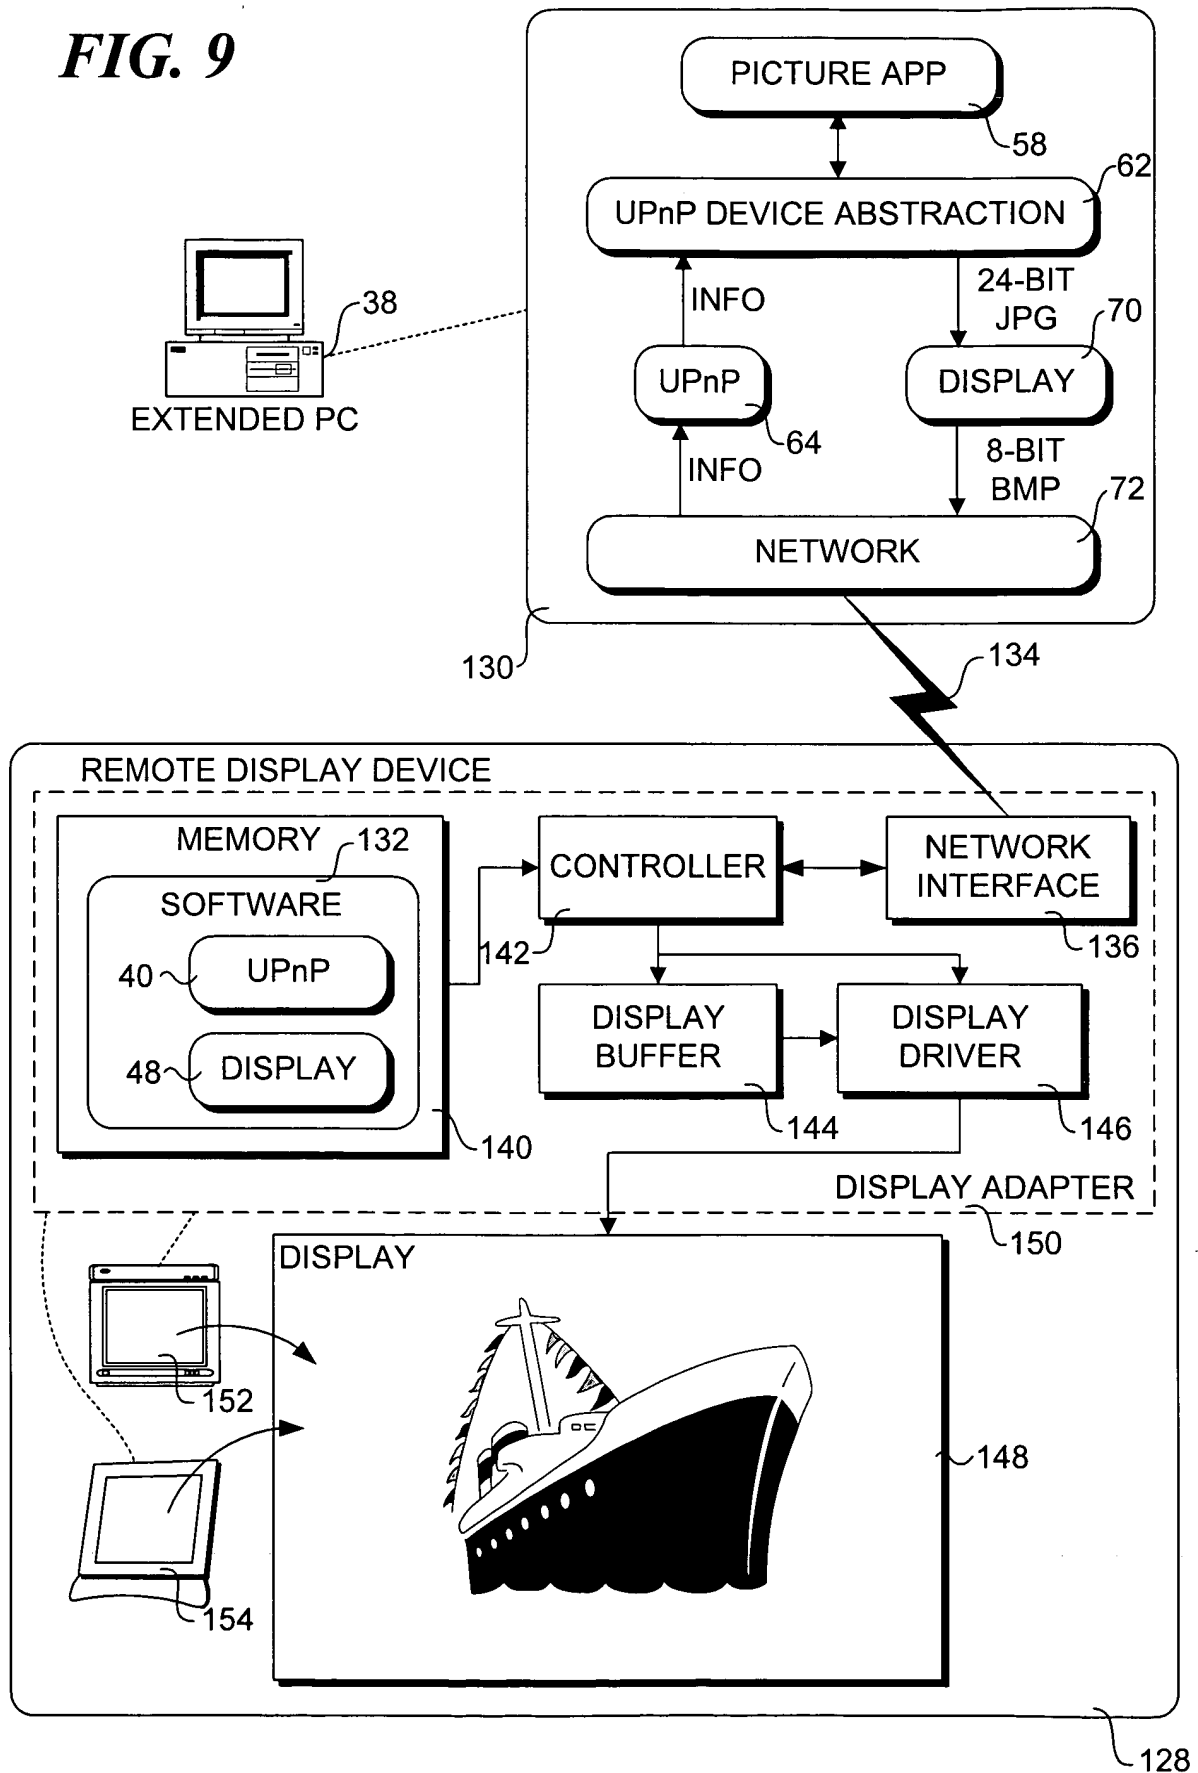 FIG. 9
PICTURE APP
58
62
UPnP DEVICE ABSTRACTION
INFO
24-BIT
JPG
38
70
EXTENDED PC
UPnP
64
DISPLAY
INFO
8-BIT
BMP
72
NETWORK
130
134
REMOTE DISPLAY DEVICE
MEMORY
132
SOFTWARE
40
UPnP
48
DISPLAY
140
CONTROLLER
142
NETWORK
INTERFACE
136
DISPLAY
BUFFER
144
DISPLAY
DRIVER
146
DISPLAY ADAPTER
150
DISPLAY
152
148
154
128